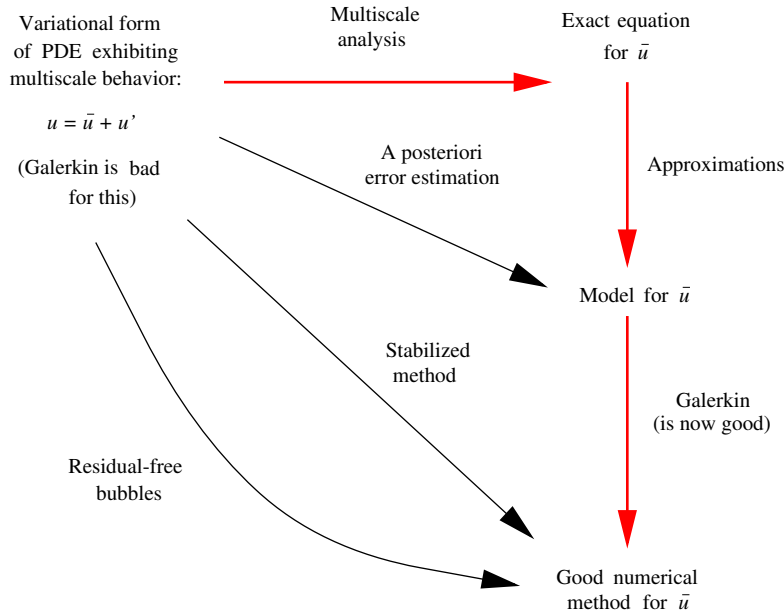 Variational form
of PDE exhibiting
multiscale behavior:
u = ū + u'
(Galerkin is bad
for this)
Multiscale
analysis
Exact equation
for ū
A posteriori
error estimation
Approximations
Model for ū
Stabilized
method
Galerkin
(is now good)
Residual-free
bubbles
Good numerical
method for ū